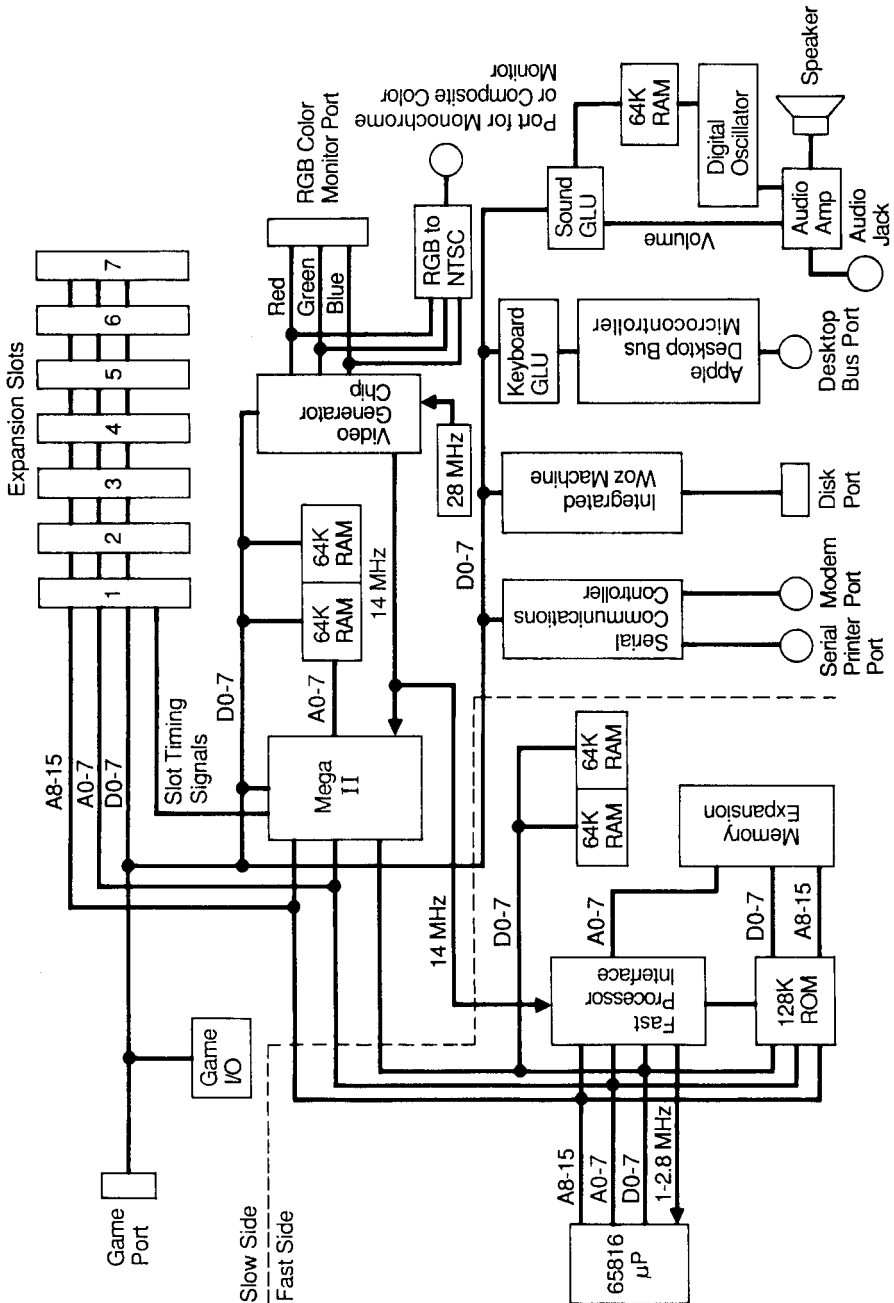 Expansion Slots
1
2
3
4
5
6
7
Game
Port
Game
I/O
A8-15
A0-7
D0-7
Slot Timing
Signals
Slow Side
Fast Side
Mega
II
D0-7
A0-7
64K
RAM
64K
RAM
14 MHz
Video
Generator
Chip
28 MHz
Red
Green
Blue
RGB Color
Monitor Port
RGB to
NTSC
Port for Monochrome
or Composite Color
Monitor
14 MHz
D0-7
65816
µP
A8-15
A0-7
D0-7
1-2.8 MHz
Fast
Processor
Interface
128K
ROM
D0-7
64K
RAM
64K
RAM
A0-7
D0-7
A8-15
Memory
Expansion
Serial
Communications
Controller
Serial
Printer
Port
Modem
Port
Integrated
Woz Machine
Disk
Port
Keyboard
GLU
Apple
Desktop Bus
Microcontroller
Desktop
Bus Port
Sound
GLU
Volume
64K
RAM
Digital
Oscillator
Audio
Amp
Audio
Jack
Speaker